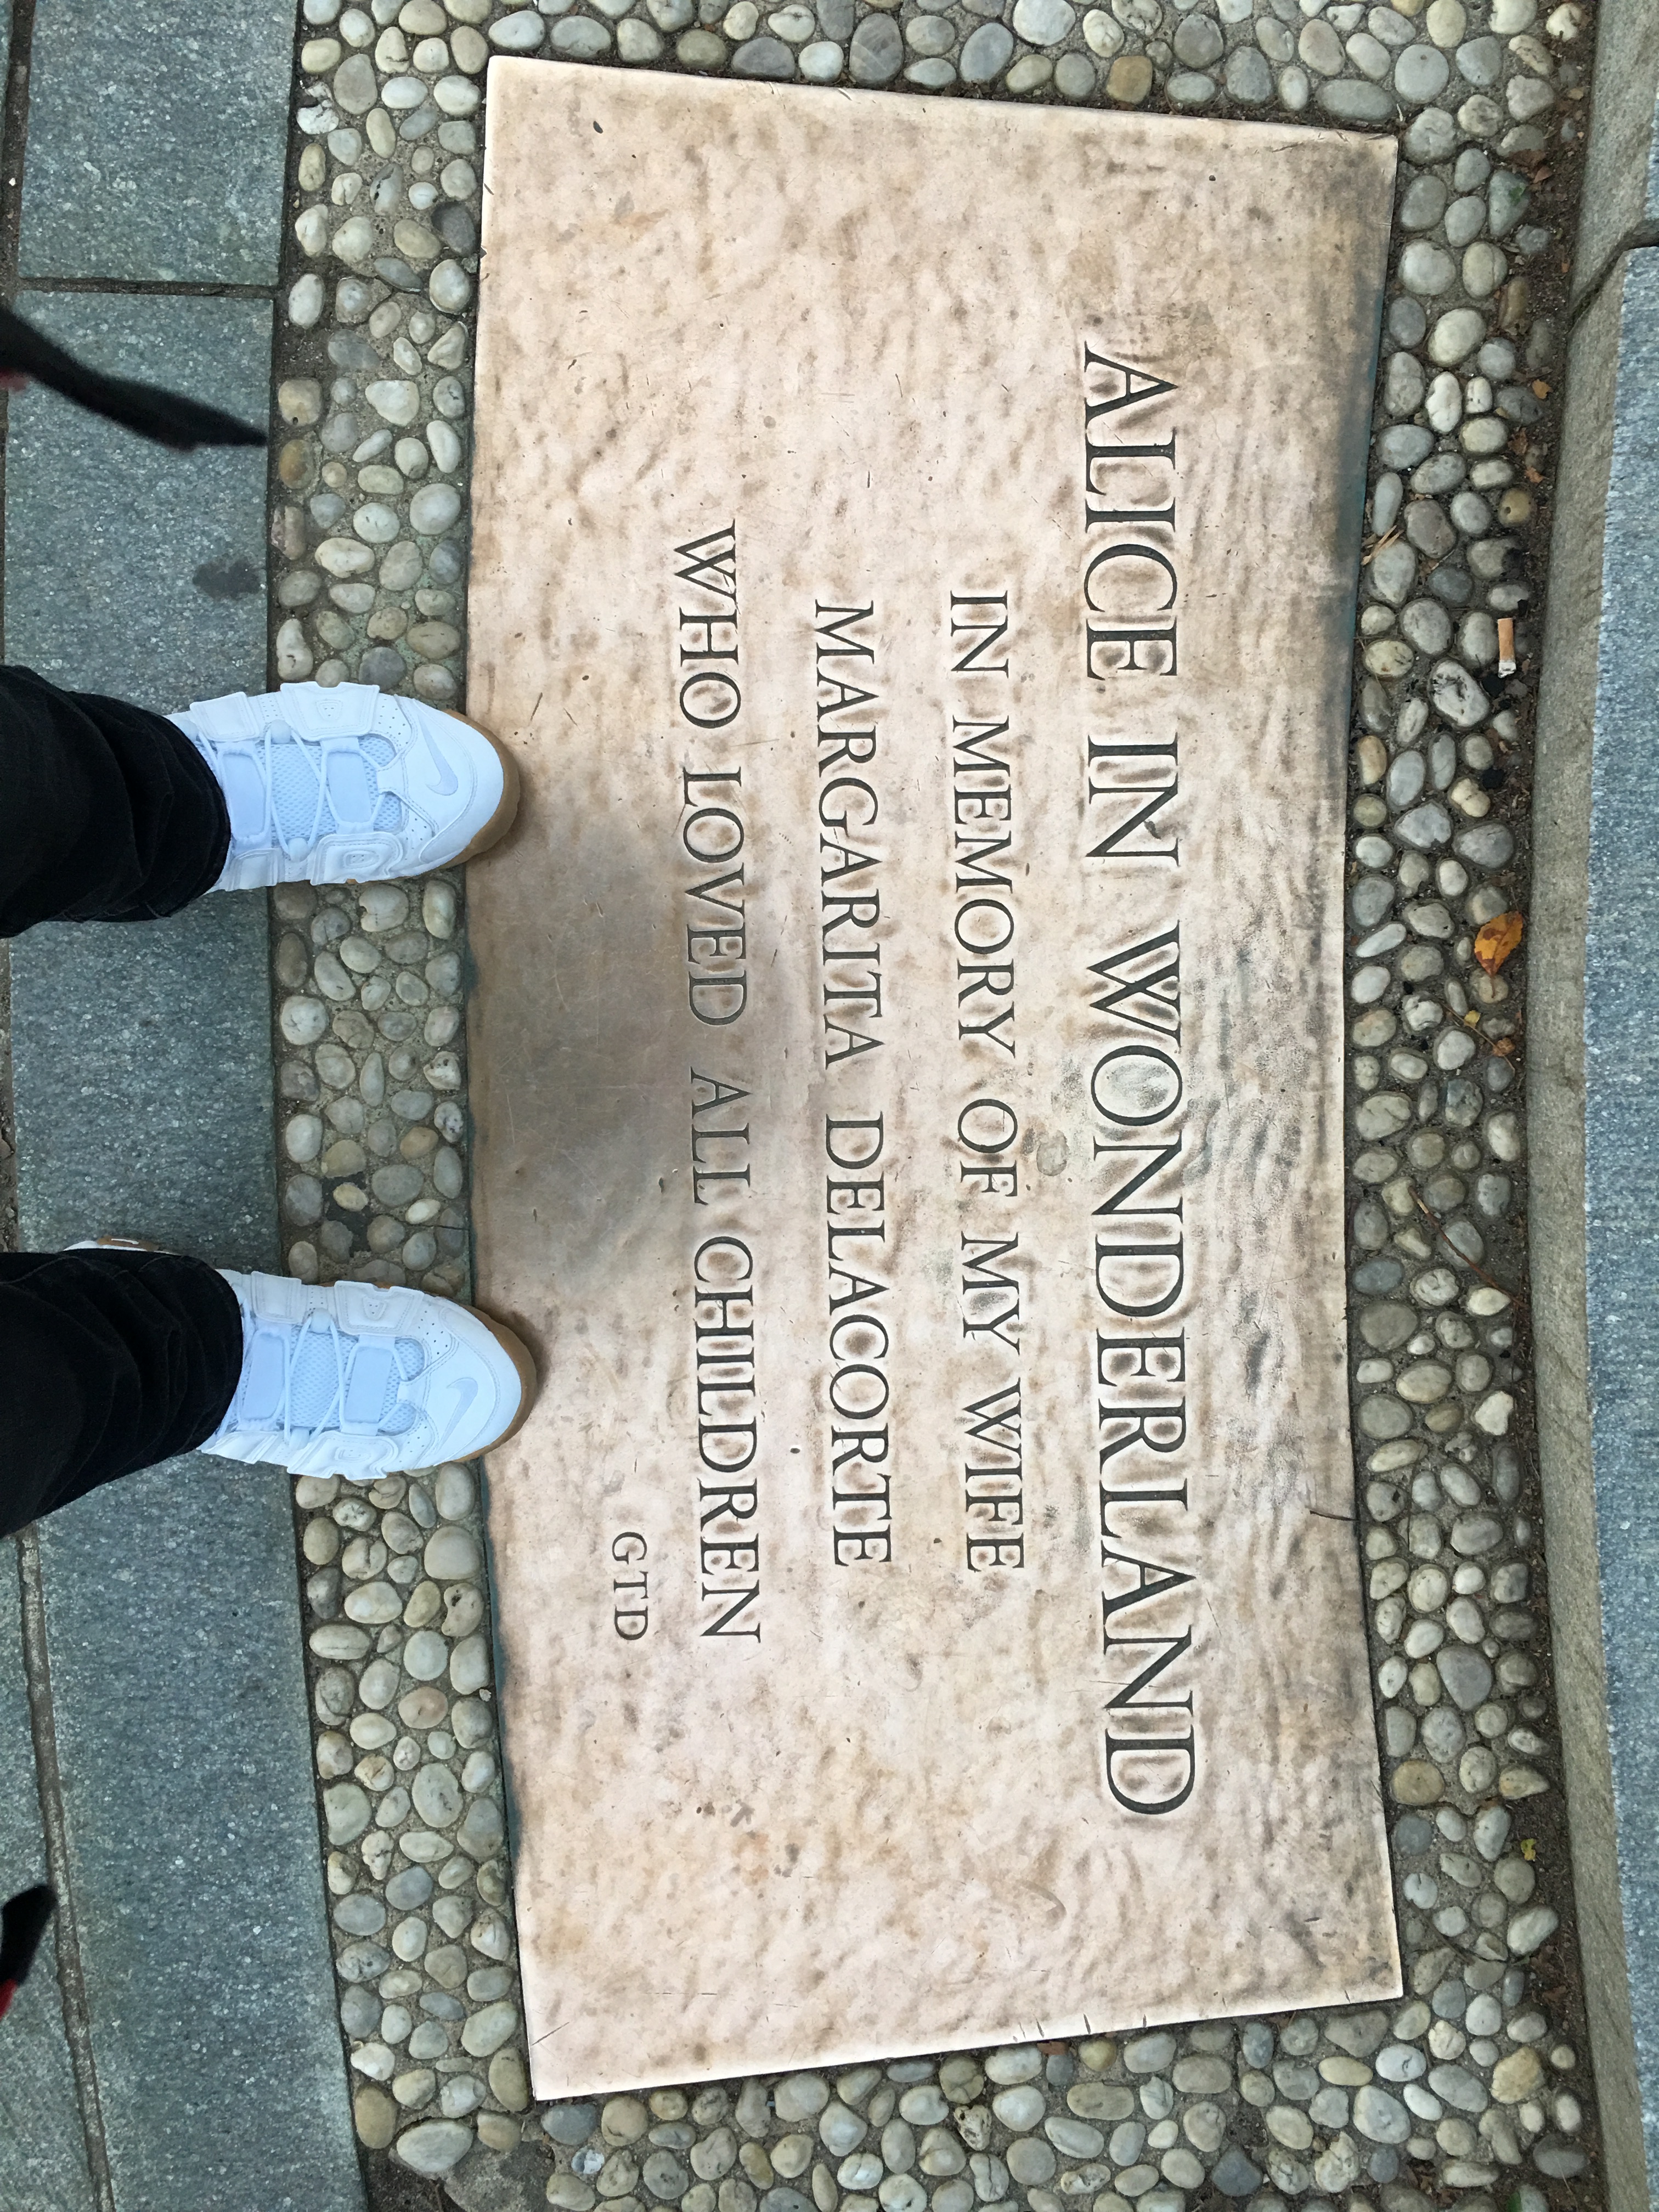 ALICE IN WONDERLAND
IN MEMORY OF MY WIFE
MARGARITA DELACORTE
WHO LOVED ALL CHILDREN
GTD